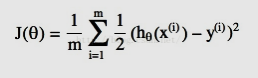 J(θ) = 1/m ∑_{i=1}^{m} 1/2 (h_θ(x^{(i)}) – y^{(i)})²